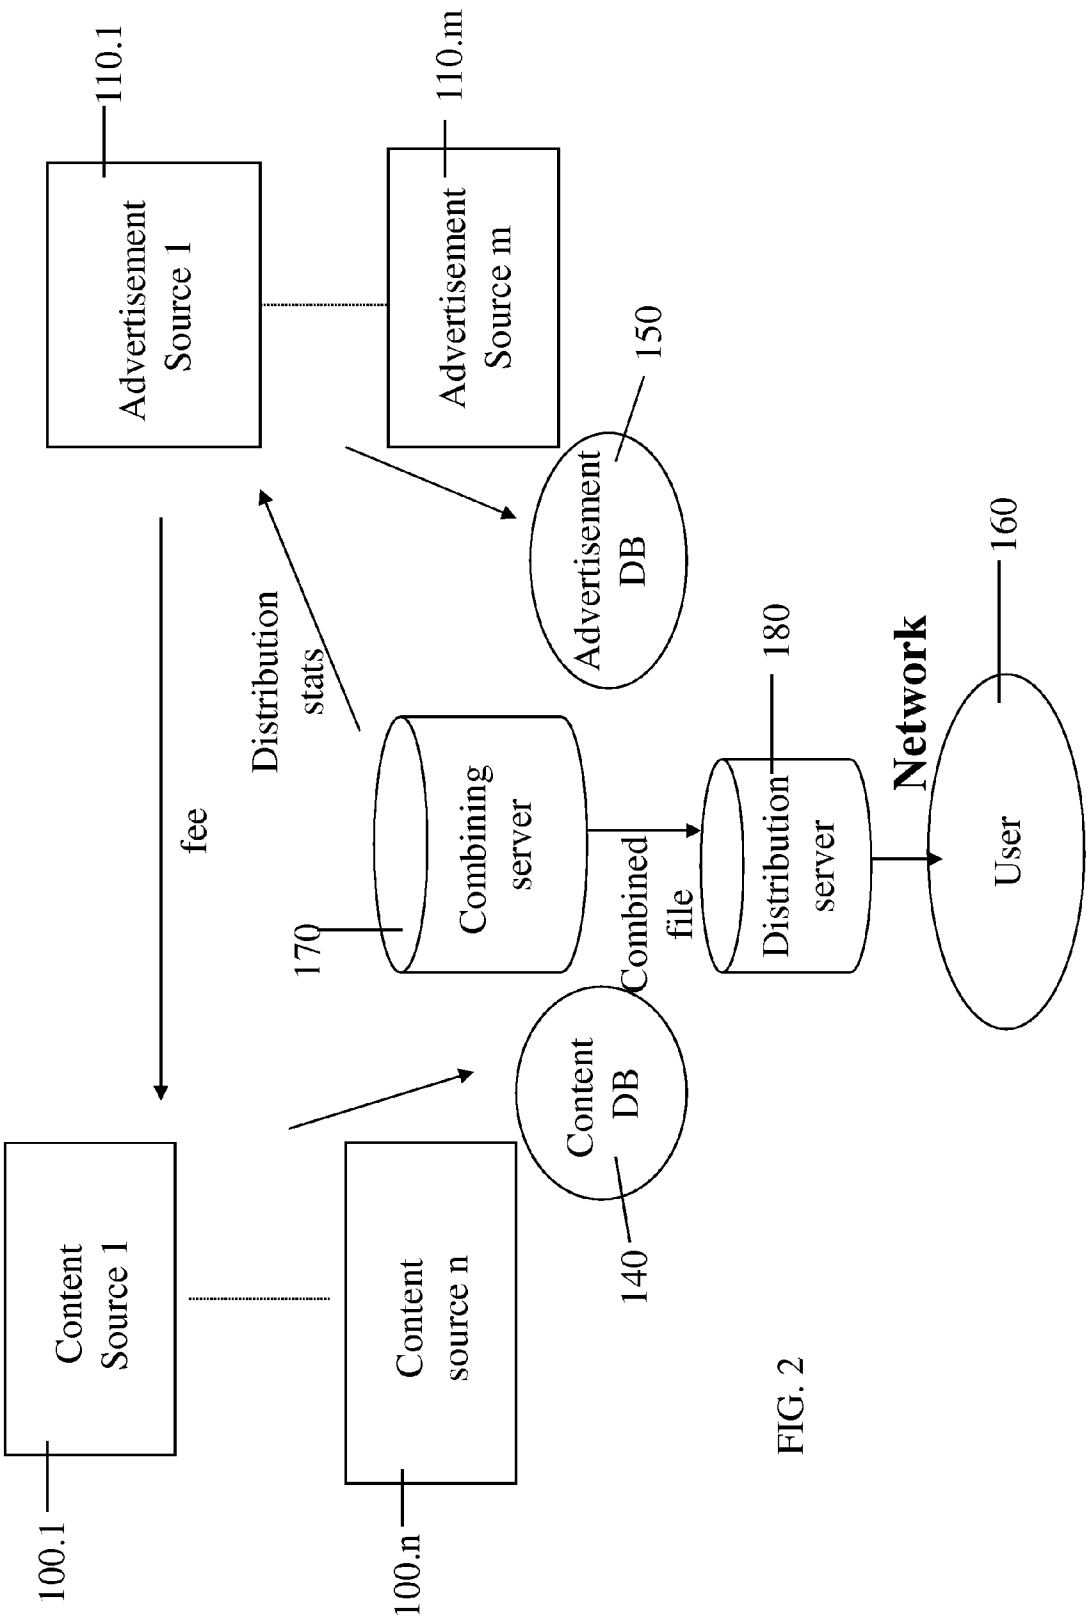 100.1
Content
Source 1
fee
Advertisement
Source 1
110.1
100.n
Content
source n
170
Distribution
stats
Combining
server
Advertisement
Source m
110.m
140
Content
DB
Combined
file
Advertisement
DB
150
Distribution
server
180
Network
User
160
FIG. 2